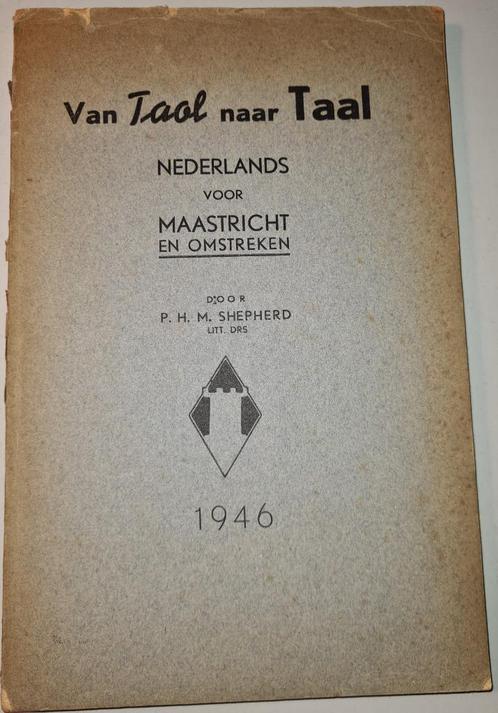 Van Taol naar Taal
NEDERLANDS
VOOR
MAASTRICHT
EN OMSTREKEN
DOOR
P. H. M. SHEPHERD
LITT. DRS
1946